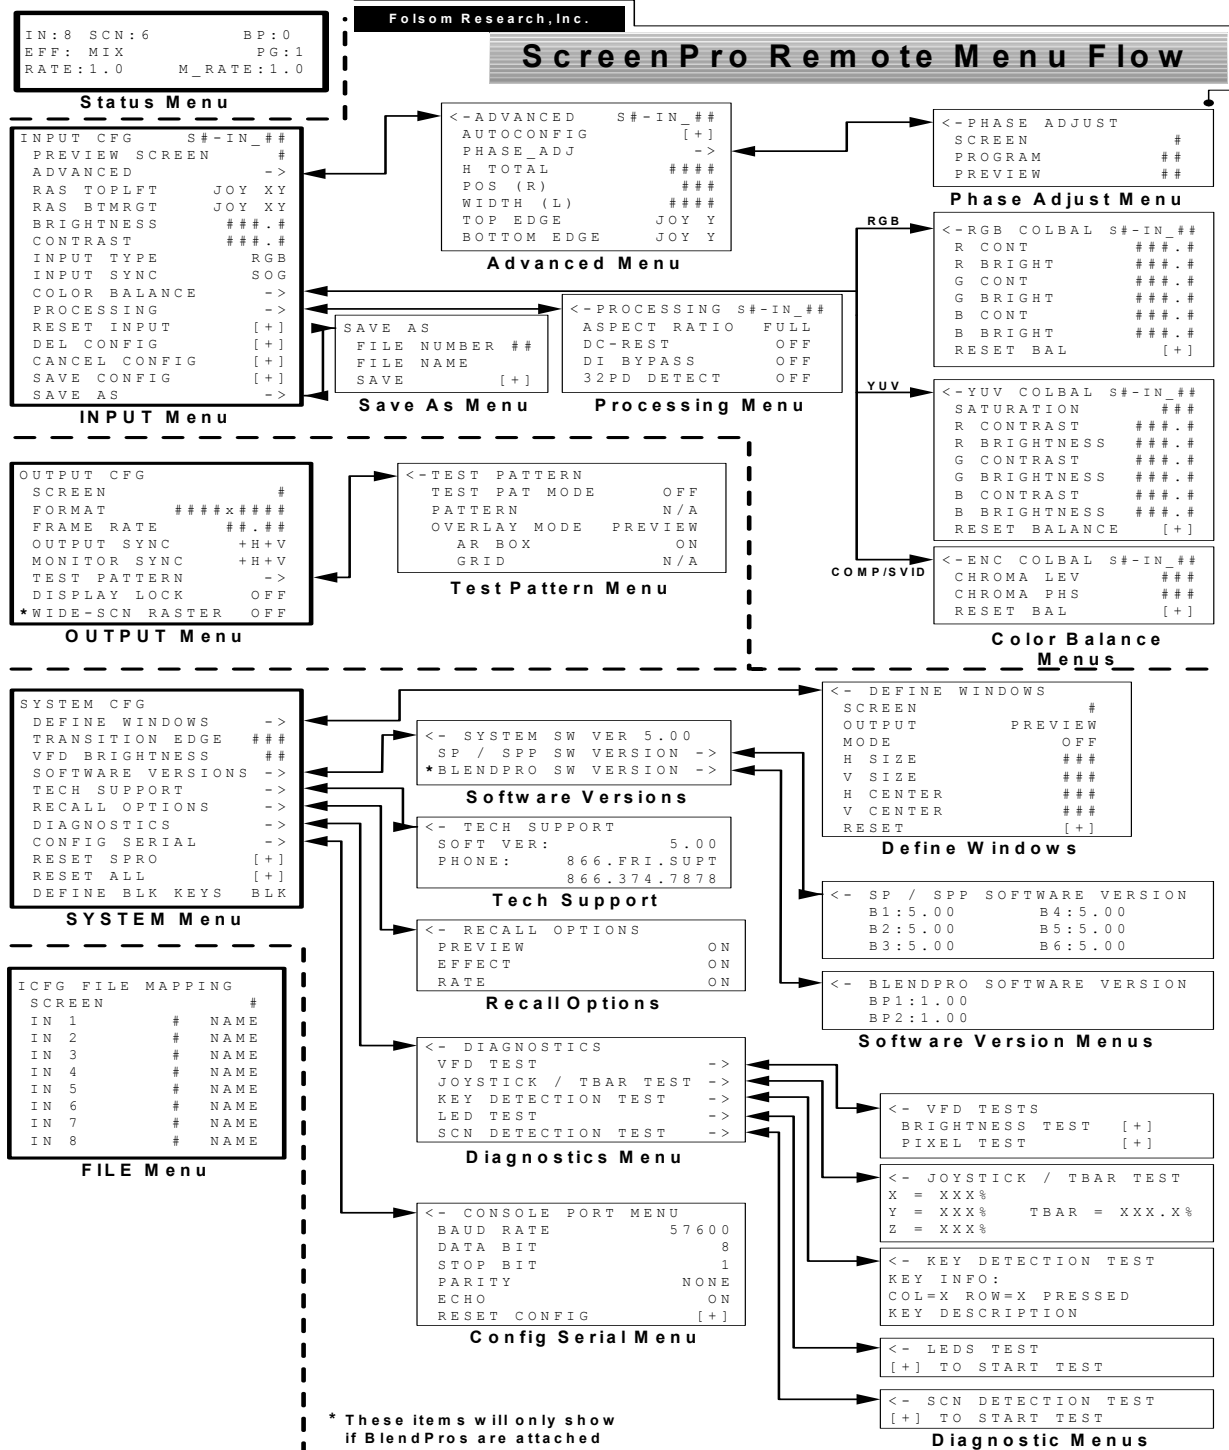 Folsom Research, Inc.
ScreenPro Remote Menu Flow
IN:8 SCN:6 BP:0
EFF: MIX PG:1
RATE:1.0 M_RATE:1.0
Status Menu
INPUT CFG S#-IN_##
PREVIEW SCREEN #
ADVANCED ->
RAS TOPLFT JOY XY
RAS BTMRGT JOY XY
BRIGHTNESS ###.#
CONTRAST ###.#
INPUT TYPE RGB
INPUT SYNC SOG
COLOR BALANCE ->
PROCESSING ->
RESET INPUT [+]
DEL CONFIG [+]
CANCEL CONFIG [+]
SAVE CONFIG [+]
SAVE AS ->
INPUT Menu
<-ADVANCED S#-IN_##
AUTOCONFIG [+]
PHASE_ADJ ->
H TOTAL ####
POS (R) ###
WIDTH (L) ####
TOP EDGE JOY Y
BOTTOM EDGE JOY Y
Advanced Menu
<-PHASE ADJUST
SCREEN #
PROGRAM ##
PREVIEW ##
Phase Adjust Menu
SAVE AS
FILE NUMBER ##
FILE NAME
SAVE [+]
Save As Menu
<-PROCESSING S#-IN_##
ASPECT RATIO FULL
DC-REST OFF
DI BYPASS OFF
32PD DETECT OFF
Processing Menu
RGB
<-RGB COLBAL S#-IN_##
R CONT ###.#
R BRIGHT ###.#
G CONT ###.#
G BRIGHT ###.#
B CONT ###.#
B BRIGHT ###.#
RESET BAL [+]
YUV
<-YUV COLBAL S#-IN_##
SATURATION ###
R CONTRAST ###.#
R BRIGHTNESS ###.#
G CONTRAST ###.#
G BRIGHTNESS ###.#
B CONTRAST ###.#
B BRIGHTNESS ###.#
RESET BALANCE [+]
COMP/SVID
<-ENC COLBAL S#-IN_##
CHROMA LEV ###
CHROMA PHS ###
RESET BAL [+]
Color Balance
Menus
OUTPUT CFG
SCREEN #
FORMAT ####x####
FRAME RATE ##.##
OUTPUT SYNC +H+V
MONITOR SYNC +H+V
TEST PATTERN ->
DISPLAY LOCK OFF
*WIDE-SCN RASTER OFF
OUTPUT Menu
<-TEST PATTERN
TEST PAT MODE OFF
PATTERN N/A
OVERLAY MODE PREVIEW
AR BOX ON
GRID N/A
Test Pattern Menu
SYSTEM CFG
DEFINE WINDOWS ->
TRANSITION EDGE ###
VFD BRIGHTNESS ##
SOFTWARE VERSIONS ->
TECH SUPPORT ->
RECALL OPTIONS ->
DIAGNOSTICS ->
CONFIG SERIAL ->
RESET SPRO [+]
RESET ALL [+]
DEFINE BLK KEYS BLK
SYSTEM Menu
<- SYSTEM SW VER 5.00
SP / SPP SW VERSION ->
*BLENDPRO SW VERSION ->
Software Versions
<- TECH SUPPORT
SOFT VER: 5.00
PHONE: 866.FRI.SUPT
866.374.7878
Tech Support
<- RECALL OPTIONS
PREVIEW ON
EFFECT ON
RATE ON
Recall Options
<- DEFINE WINDOWS
SCREEN #
OUTPUT PREVIEW
MODE OFF
H SIZE ###
V SIZE ###
H CENTER ###
V CENTER ###
RESET [+]
Define Windows
<- SP / SPP SOFTWARE VERSION
B1:5.00 B4:5.00
B2:5.00 B5:5.00
B3:5.00 B6:5.00
<- BLENDPRO SOFTWARE VERSION
BP1:1.00
BP2:1.00
Software Version Menus
ICFG FILE MAPPING
SCREEN #
IN 1 # NAME
IN 2 # NAME
IN 3 # NAME
IN 4 # NAME
IN 5 # NAME
IN 6 # NAME
IN 7 # NAME
IN 8 # NAME
FILE Menu
<- DIAGNOSTICS
VFD TEST ->
JOYSTICK / TBAR TEST ->
KEY DETECTION TEST ->
LED TEST ->
SCN DETECTION TEST ->
Diagnostics Menu
<- CONSOLE PORT MENU
BAUD RATE 57600
DATA BIT 8
STOP BIT 1
PARITY NONE
ECHO ON
RESET CONFIG [+]
Config Serial Menu
<- VFD TESTS
BRIGHTNESS TEST [+]
PIXEL TEST [+]
<- JOYSTICK / TBAR TEST
X = XXX%
Y = XXX% TBAR = XXX.X%
Z = XXX%
<- KEY DETECTION TEST
KEY INFO:
COL=X ROW=X PRESSED
KEY DESCRIPTION
<- LEDS TEST
[+] TO START TEST
<- SCN DETECTION TEST
[+] TO START TEST
Diagnostic Menus
* These items will only show
if BlendPros are attached